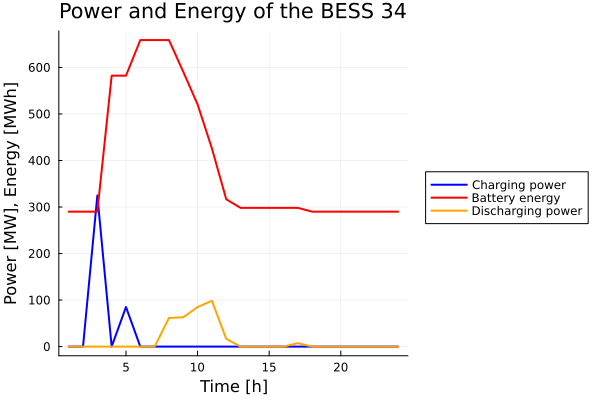 Power and Energy of the BESS 34
Power [MW], Energy [MWh]
600
500
400
300
200
100
0
5
10
15
20
Time [h]
Charging power
Battery energy
Discharging power